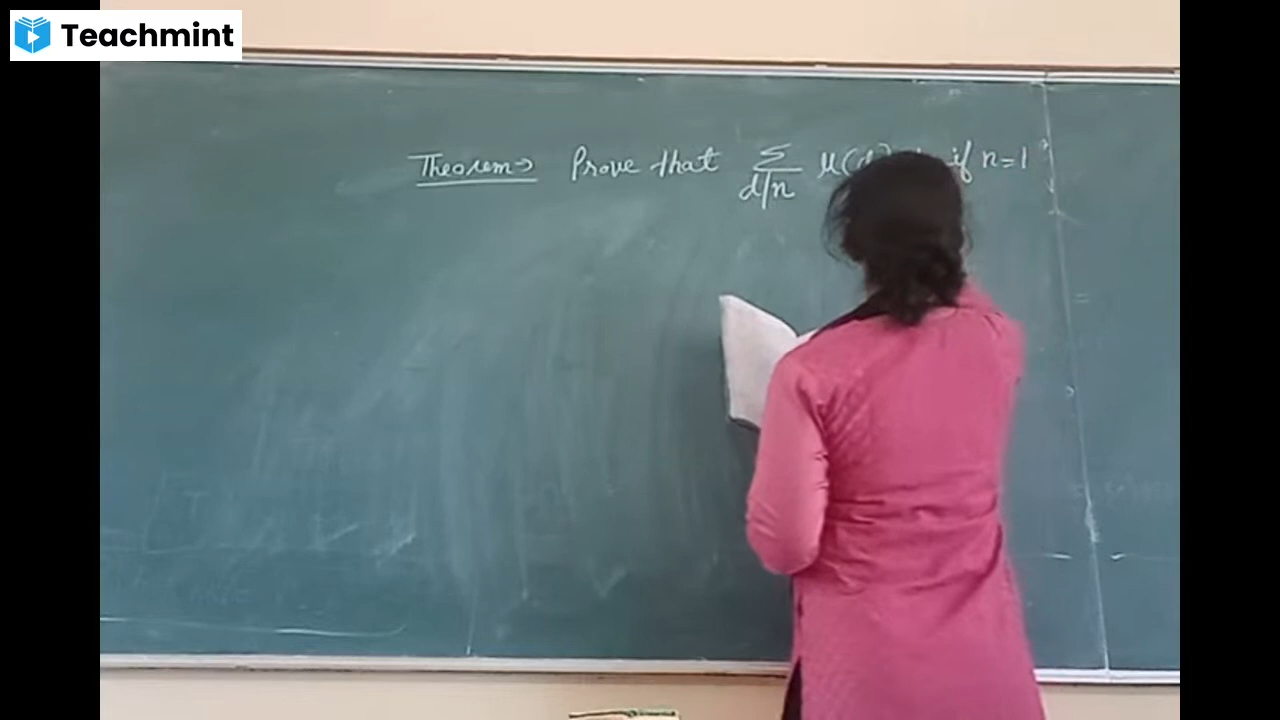 Teachmint
Theorem→ Prove that Σ μ(d) if n=1
d/n